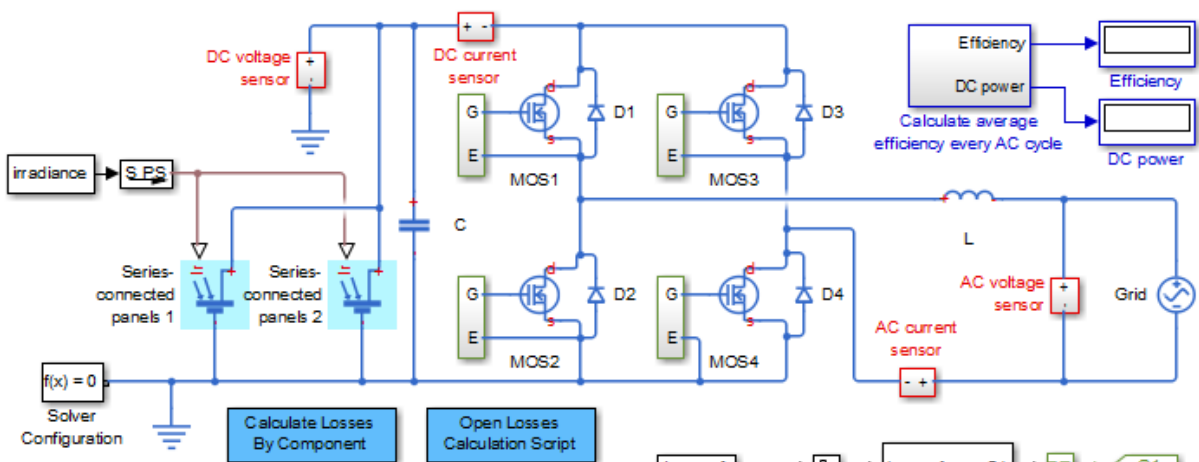 DC voltage
sensor
+
-
+ -
DC current
sensor
G
E
d
s
D1
MOS1
G
E
d
s
D3
MOS3
Efficiency
DC power
Calculate average
efficiency every AC cycle
Efficiency
DC power
irradiance
S PS
+
C
L
Ir
+
Series-
connected
panels 1
Ir
+
Series-
connected
panels 2
G
E
d
s
D2
MOS2
G
E
d
s
D4
MOS4
AC voltage
sensor
+
-
Grid
AC current
sensor
- +
f(x) = 0
Solver
Configuration
Calculate Losses
By Component
Open Losses
Calculation Script